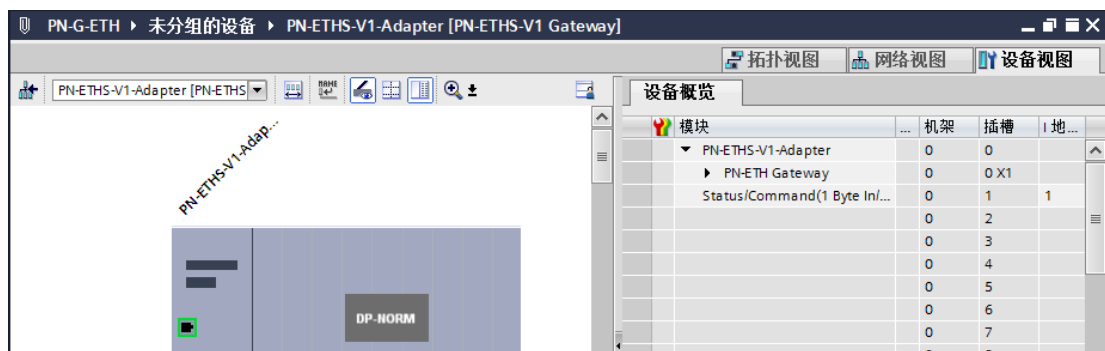 PN-G-ETH ▸ 未分组的设备 ▸ PN-ETHS-V1-Adapter [PN-ETHS-V1 Gateway]
拓扑视图 网络视图 设备视图
PN-ETHS-V1-Adapter [PN-ETHS
设备概览
PN-ETHS-V1-Adap...
模块 ... 机架 插槽 I 地...
PN-ETHS-V1-Adapter 0 0
PN-ETH Gateway 0 0 X1
Status/Command(1 Byte In/... 0 1 1
0 2
0 3
0 4
0 5
0 6
0 7
DP-NORM